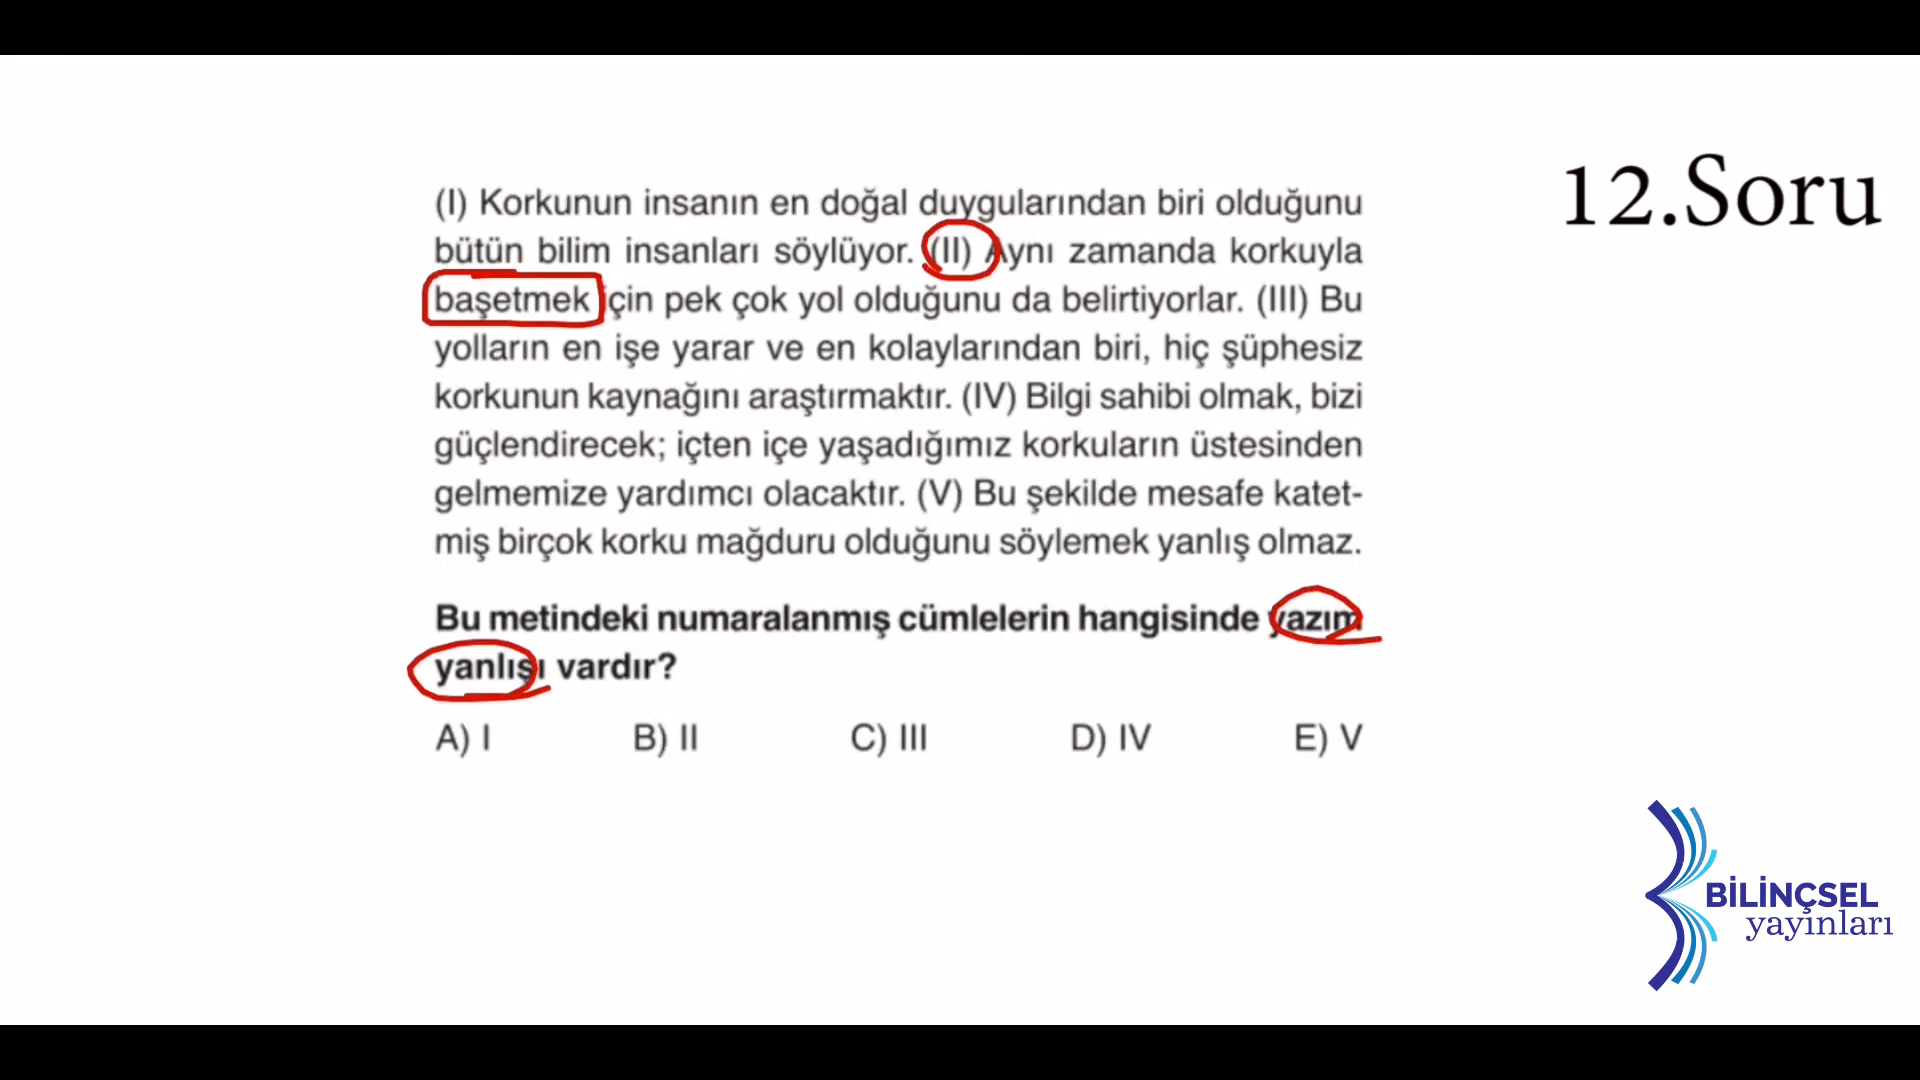 12.Soru
(I) Korkunun insanın en doğal duygularından biri olduğunu
bütün bilim insanları söylüyor. (II) Aynı zamanda korkuyla
başetmek için pek çok yol olduğunu da belirtiyorlar. (III) Bu
yolların en işe yarar ve en kolaylarından biri, hiç şüphesiz
korkunun kaynağını araştırmaktır. (IV) Bilgi sahibi olmak, bizi
güçlendirecek; içten içe yaşadığımız korkuların üstesinden
gelmemize yardımcı olacaktır. (V) Bu şekilde mesafe katet-
miş birçok korku mağduru olduğunu söylemek yanlış olmaz.
Bu metindeki numaralanmış cümlelerin hangisinde yazım
yanlışı vardır?
A) I B) II C) III D) IV E) V
BİLİNÇSEL
yayınları